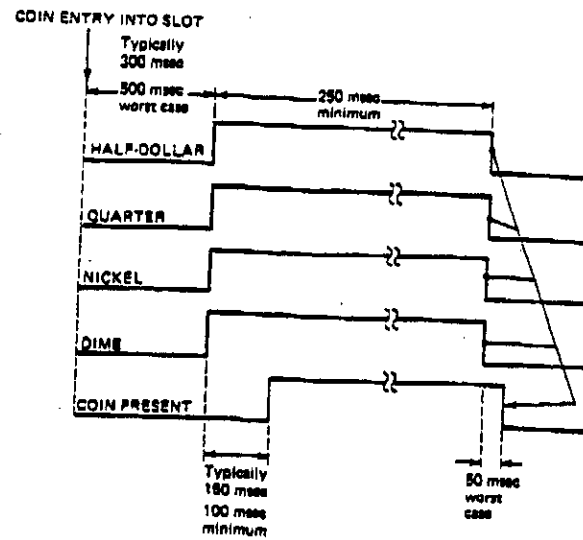 COIN ENTRY INTO SLOT
Typically
300 msec
500 msec
worst case
250 msec
minimum
HALF-DOLLAR
QUARTER
NICKEL
DIME
COIN PRESENT
Typically
150 msec
100 msec
minimum
50 msec
worst
case